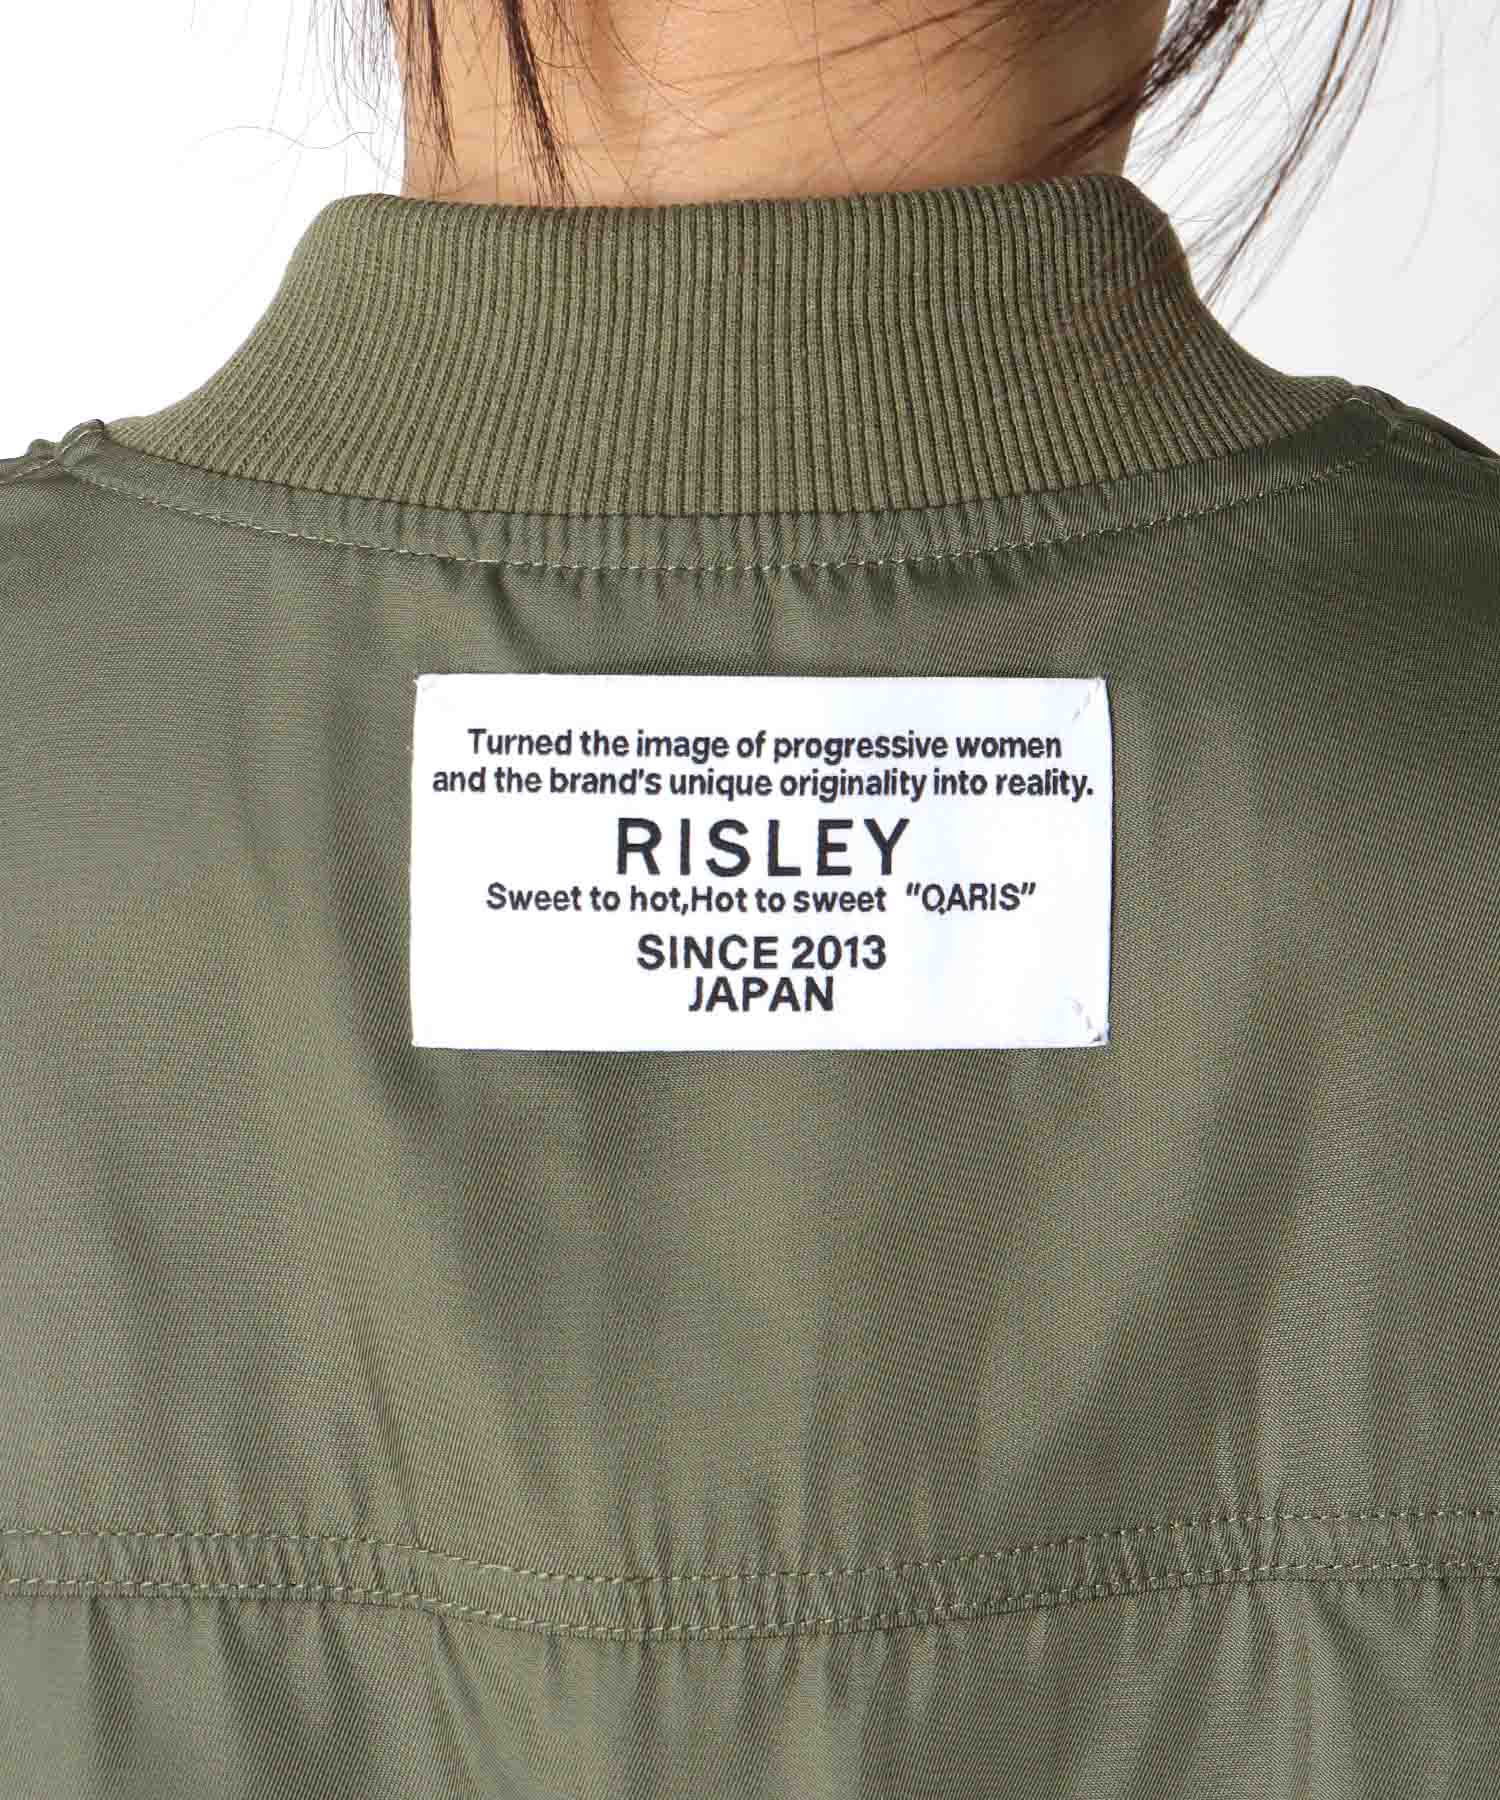 Turned the image of progressive women
and the brand's unique originality into reality.
RISLEY
Sweet to hot,Hot to sweet "QARIS"
SINCE 2013
JAPAN